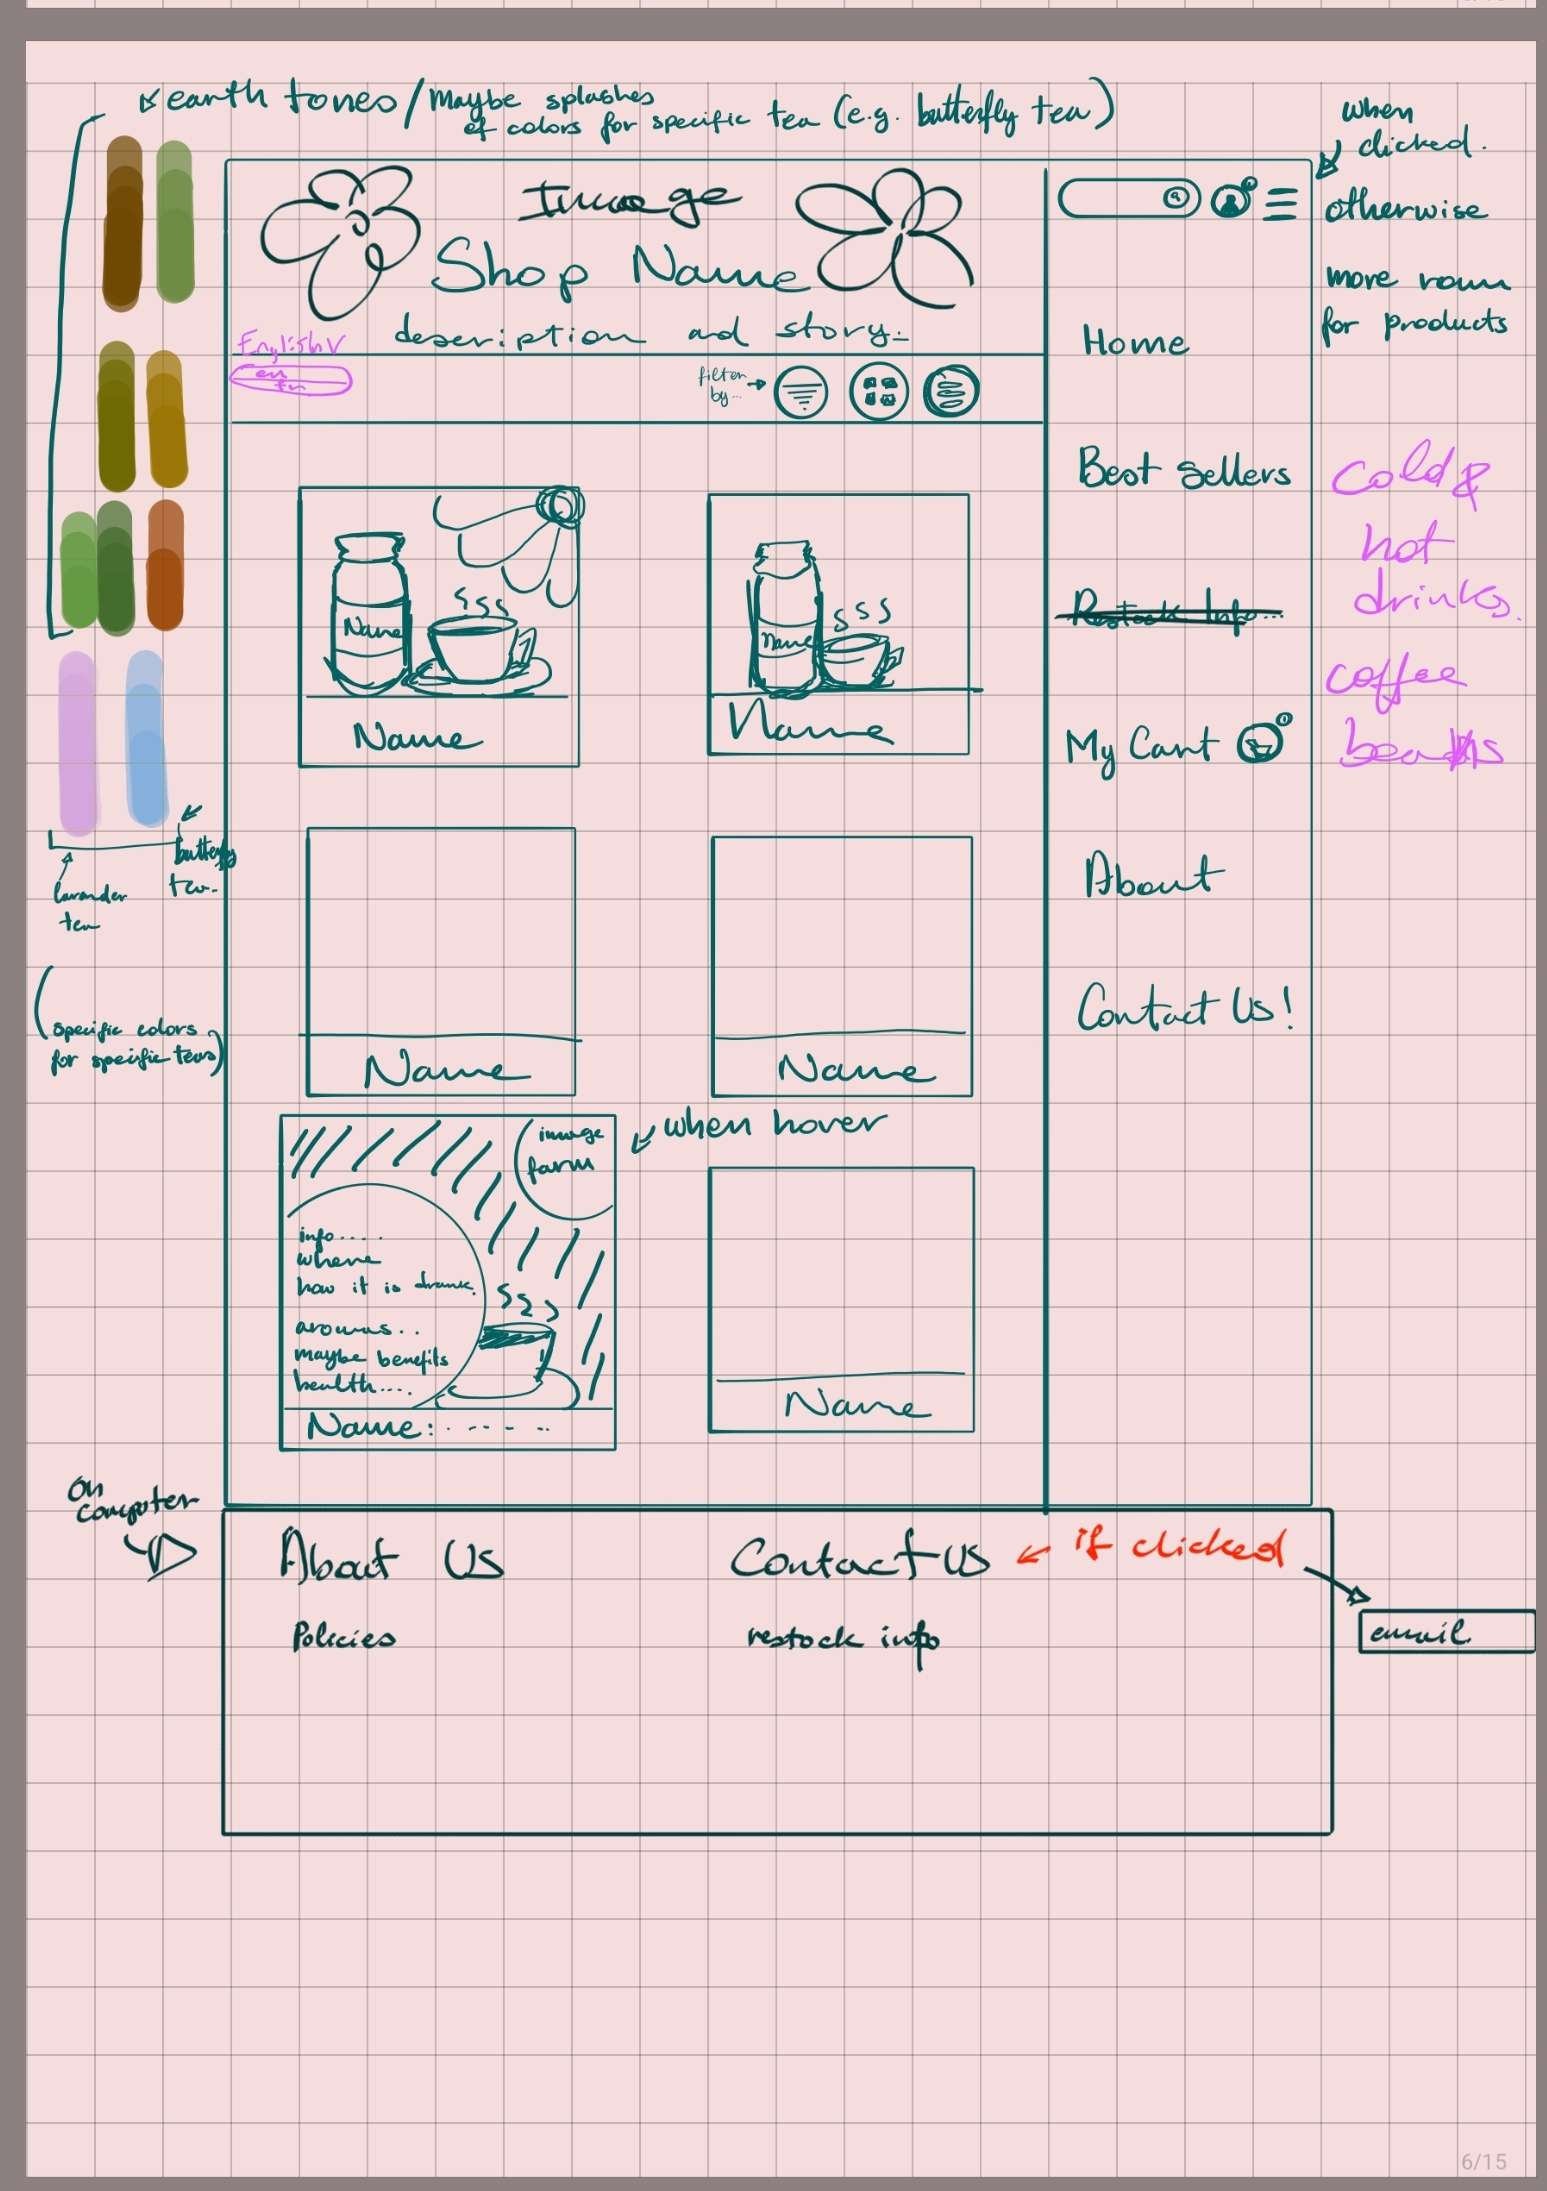 earth tones / Maybe splashes
of colors for specific tea (e.g. butterfly tea)
when
clicked.
otherwise
more room
for products
Image
Shop Name
description and story.
English
en
filter
by...
Home
Best Sellers
Restock Info...
My Cart
About
Contact Us!
Cold &
hot
drinks.
coffee
beans
Name
Name
Name
Name
butterfly
tea.
lavander
tea
(specific colors
for specific teas)
Name
Name
when hover
image
farm
info.....
where
how it is drank.
aromas..
maybe benefits
health....
Name: . - - - -
Name
On
Computer
About Us
Contact US
if clicked
Policies
restock info
email
6/15